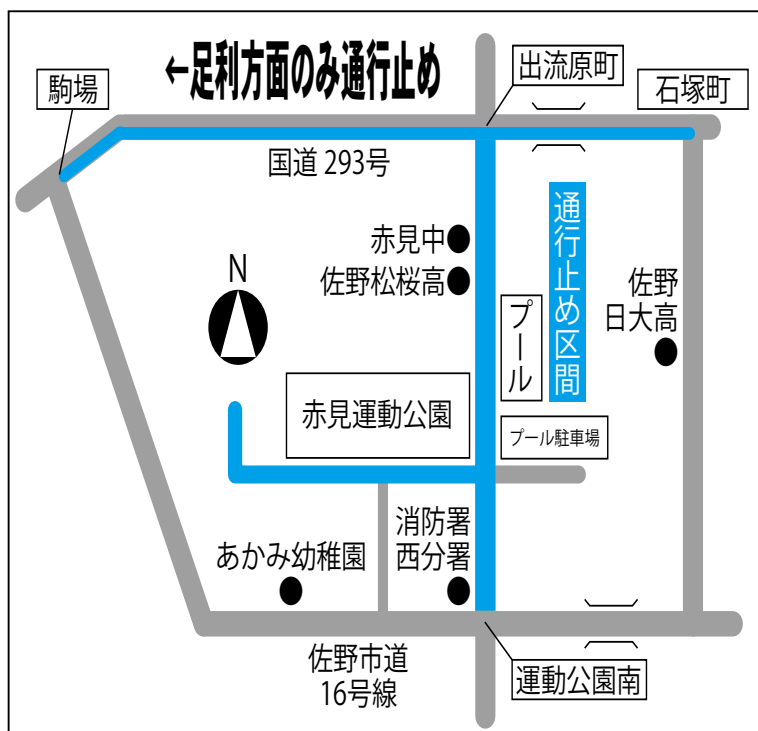 ←足利方面のみ通行止め
出流原町
駒場
石塚町
国道 293号
通行止め区間
赤見中
佐野松桜高
N
佐野
日大高
プール
赤見運動公園
プール駐車場
消防署
西分署
あかみ幼稚園
佐野市道
16号線
運動公園南